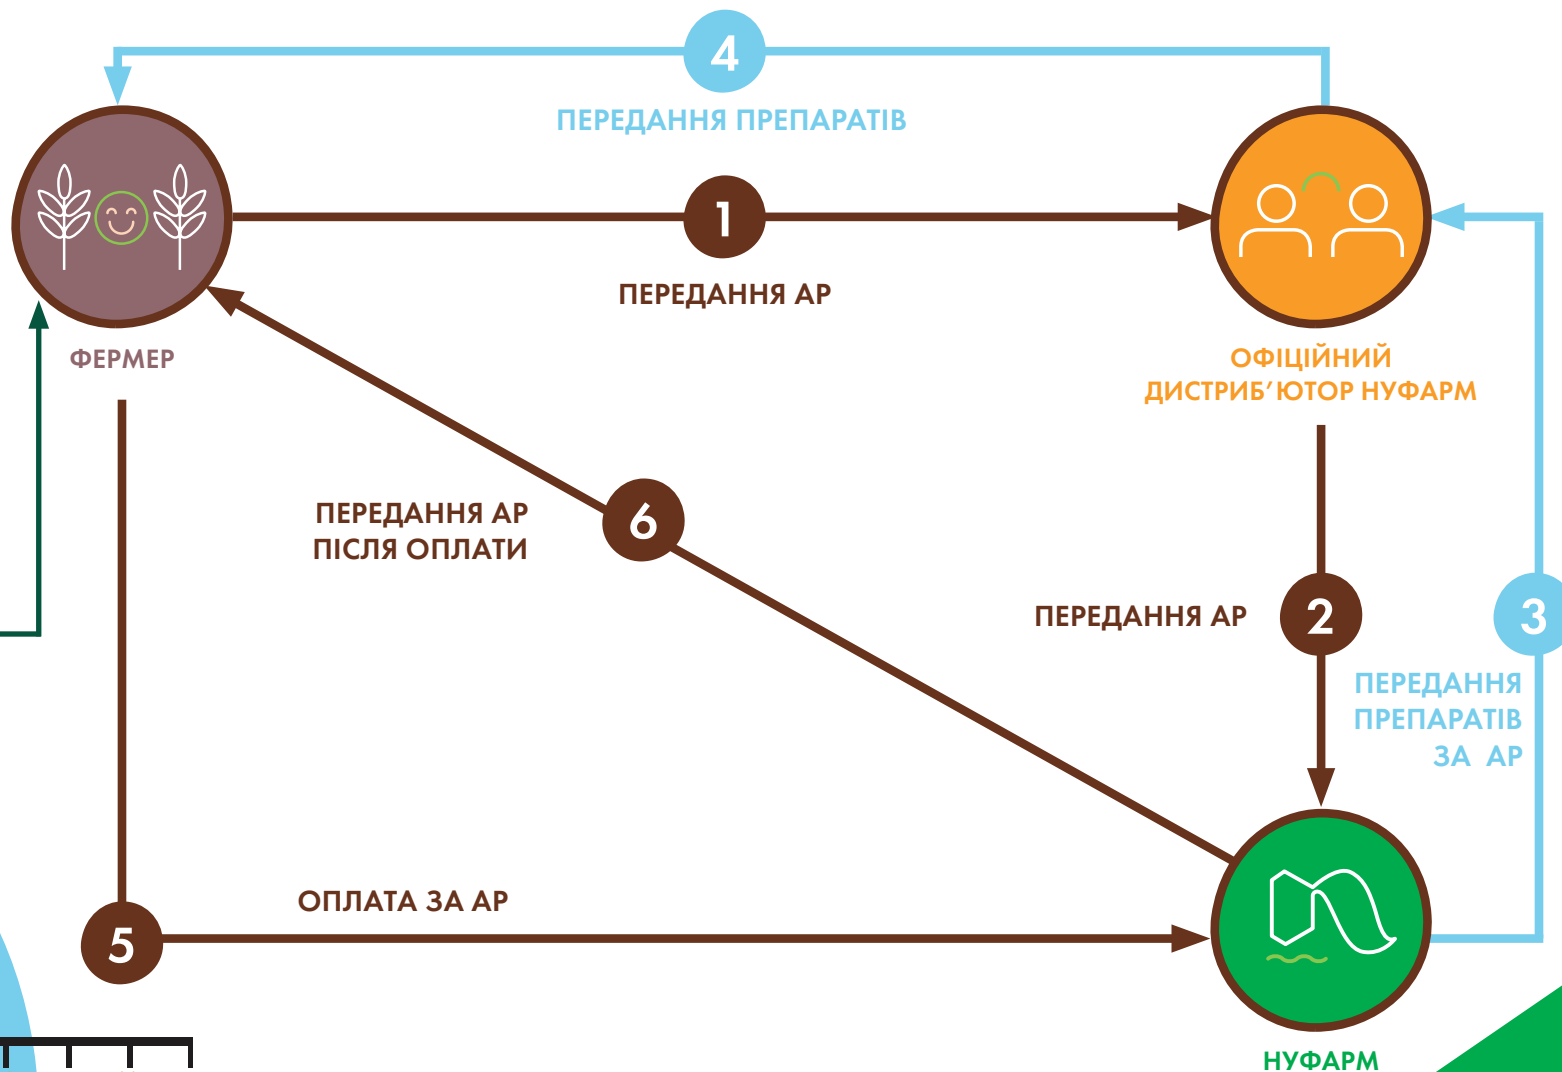 4
ПЕРЕДАННЯ ПРЕПАРАТІВ
1
ПЕРЕДАННЯ АР
ФЕРМЕР
ОФІЦІЙНИЙ
ДИСТРИБ’ЮТОР НУФАРМ
ПЕРЕДАННЯ АР
ПІСЛЯ ОПЛАТИ
6
ПЕРЕДАННЯ АР
2
3
ПЕРЕДАННЯ
ПРЕПАРАТІВ
ЗА АР
ОПЛАТА ЗА АР
5
НУФАРМ